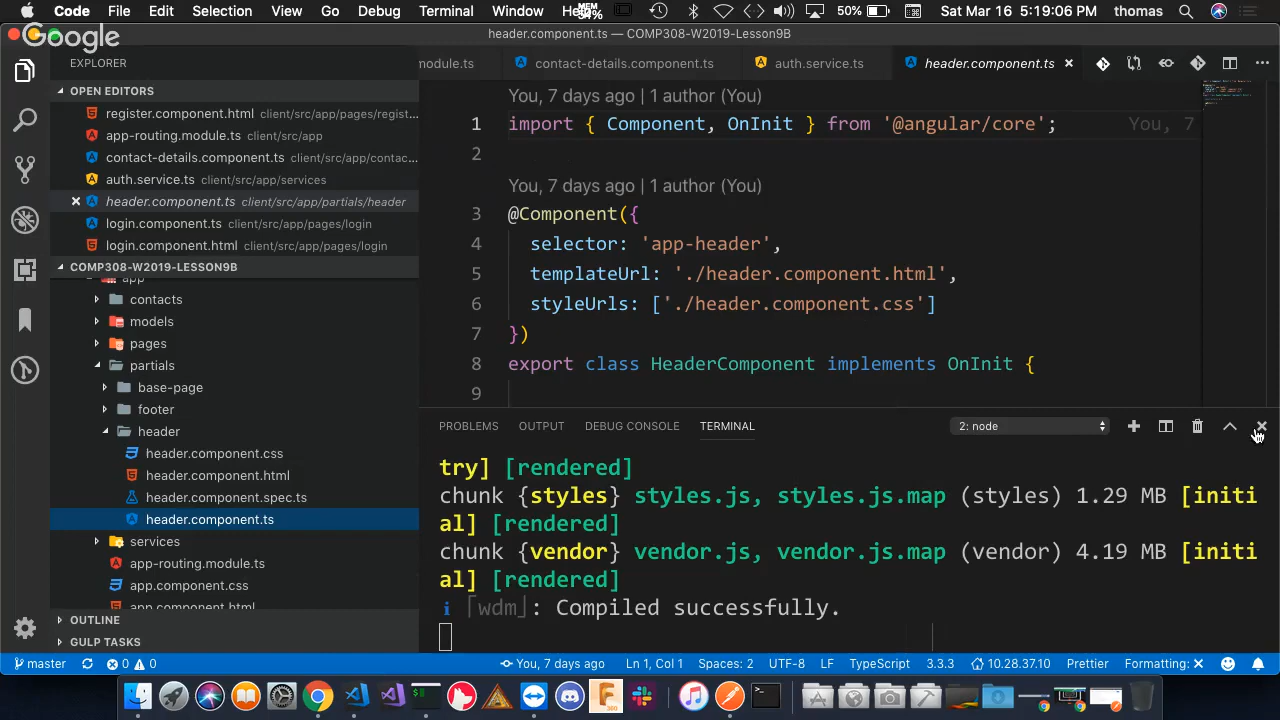 Code File Edit Selection View Go Debug Terminal Window Help MEM 54% 50% Sat Mar 16 5:19:06 PM thomas
Google
header.component.ts — COMP308-W2019-Lesson9B
EXPLORER
module.ts contact-details.component.ts auth.service.ts header.component.ts
OPEN EDITORS
register.component.html client/src/app/pages/regist...
app-routing.module.ts client/src/app
contact-details.component.ts client/src/app/contac...
auth.service.ts client/src/app/services
header.component.ts client/src/app/partials/header
login.component.ts client/src/app/pages/login
login.component.html client/src/app/pages/login
COMP308-W2019-LESSON9B
app
contacts
models
pages
partials
base-page
footer
header
header.component.css
header.component.html
header.component.spec.ts
header.component.ts
services
app-routing.module.ts
app.component.css
app.component.html
OUTLINE
GULP TASKS
You, 7 days ago | 1 author (You)
1 import { Component, OnInit } from '@angular/core'; You, 7
2
You, 7 days ago | 1 author (You)
3 @Component({
4 selector: 'app-header',
5 templateUrl: './header.component.html',
6 styleUrls: ['./header.component.css']
7 })
8 export class HeaderComponent implements OnInit {
9
PROBLEMS OUTPUT DEBUG CONSOLE TERMINAL 2: node
try] [rendered]
chunk {styles} styles.js, styles.js.map (styles) 1.29 MB [initi
al] [rendered]
chunk {vendor} vendor.js, vendor.js.map (vendor) 4.19 MB [initi
al] [rendered]
i ｢wdm｣: Compiled successfully.
master 0 0 You, 7 days ago Ln 1, Col 1 Spaces: 2 UTF-8 LF TypeScript 3.3.3 10.28.37.10 Prettier Formatting: ×